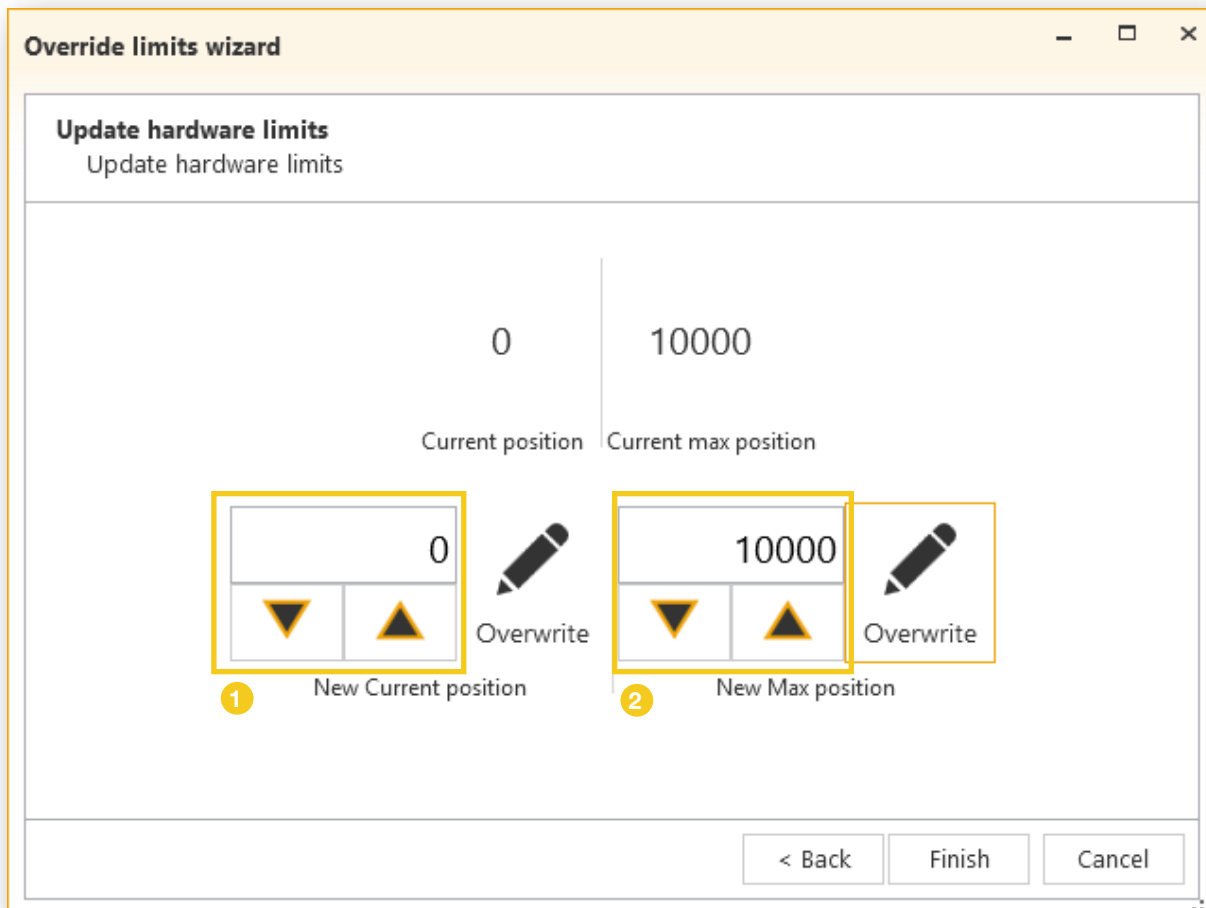 Override limits wizard
Update hardware limits
Update hardware limits
0 10000
Current position Current max position
0 Overwrite 10000 Overwrite
New Current position New Max position
1 2
< Back Finish Cancel